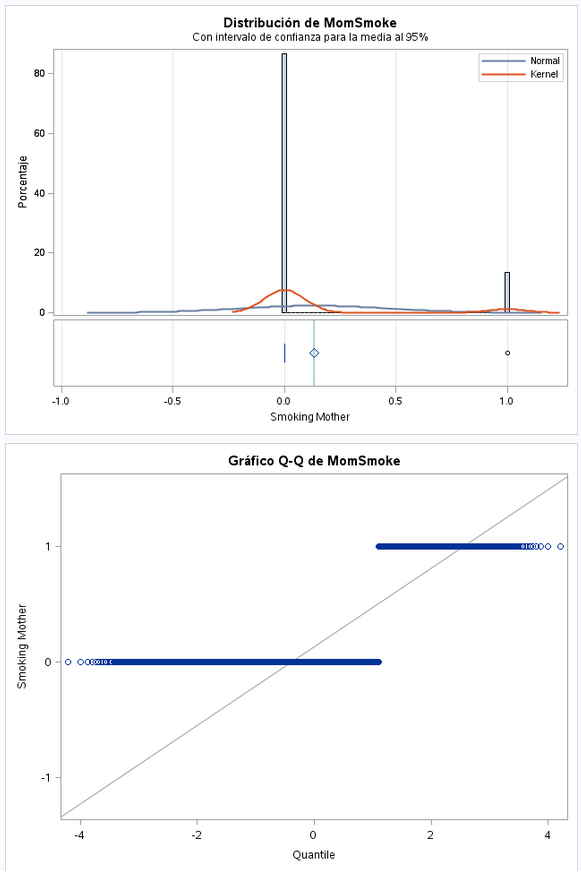 Distribución de MomSmoke
Con intervalo de confianza para la media al 95%
Normal
Kernel
80
60
40
20
0
Porcentaje
-1.0 -0.5 0.0 0.5 1.0
Smoking Mother
Gráfico Q-Q de MomSmoke
1
0
-1
Smoking Mother
-4 -2 0 2 4
Quantile